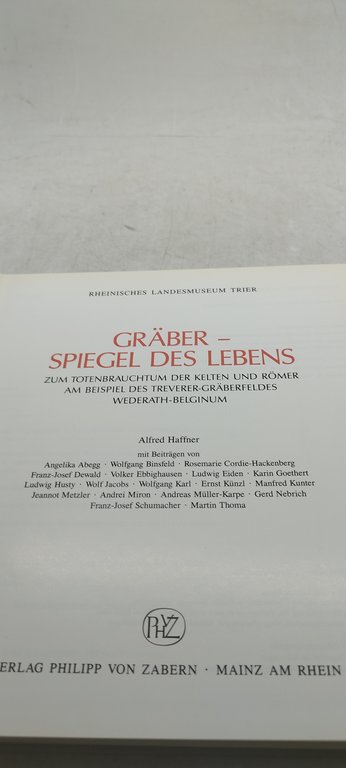 RHEINISCHES LANDESMUSEUM TRIER
GRÄBER –
SPIEGEL DES LEBENS
ZUM TOTENBRAUCHTUM DER KELTEN UND RÖMER
AM BEISPIEL DES TREVERER-GRÄBERFELDES
WEDERATH-BELGINUM
Alfred Haffner
mit Beiträgen von
Angelika Abegg · Wolfgang Binsfeld · Rosemarie Cordie-Hackenberg
Franz-Josef Dewald · Volker Ebbighausen · Ludwig Eiden · Karin Goethert
Ludwig Husty · Wolf Jacobs · Wolfgang Karl · Ernst Künzl · Manfred Kunter
Jeannot Metzler · Andrei Miron · Andreas Müller-Karpe · Gerd Nebrich
Franz-Josef Schumacher · Martin Thoma
PHVZ
ERLAG PHILIPP VON ZABERN · MAINZ AM RHEIN